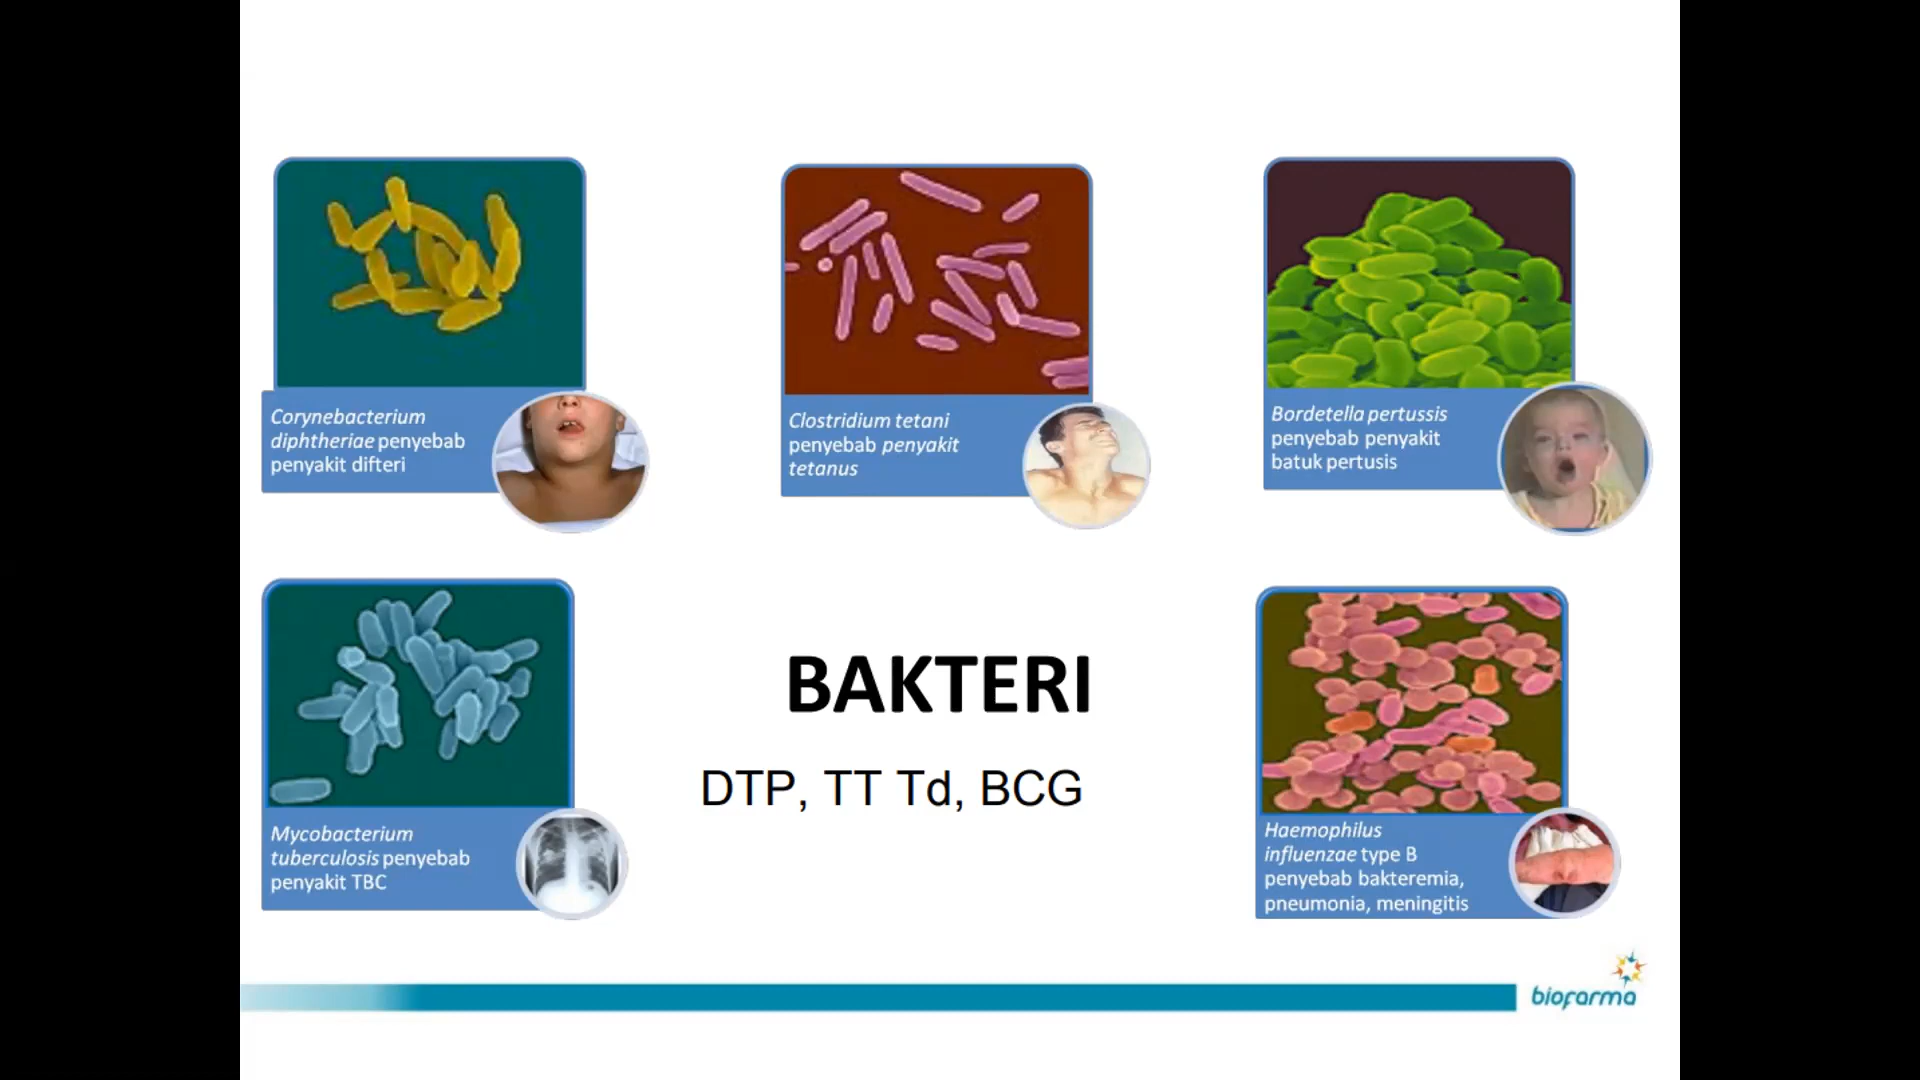 Corynebacterium
diphtheriae penyebab
penyakit difteri
Clostridium tetani
penyebab penyakit
tetanus
Bordetella pertussis
penyebab penyakit
batuk pertusis
Mycobacterium
tuberculosis penyebab
penyakit TBC
BAKTERI
DTP, TT Td, BCG
Haemophilus
influenzae type B
penyebab bakteremia,
pneumonia, meningitis
biofarma